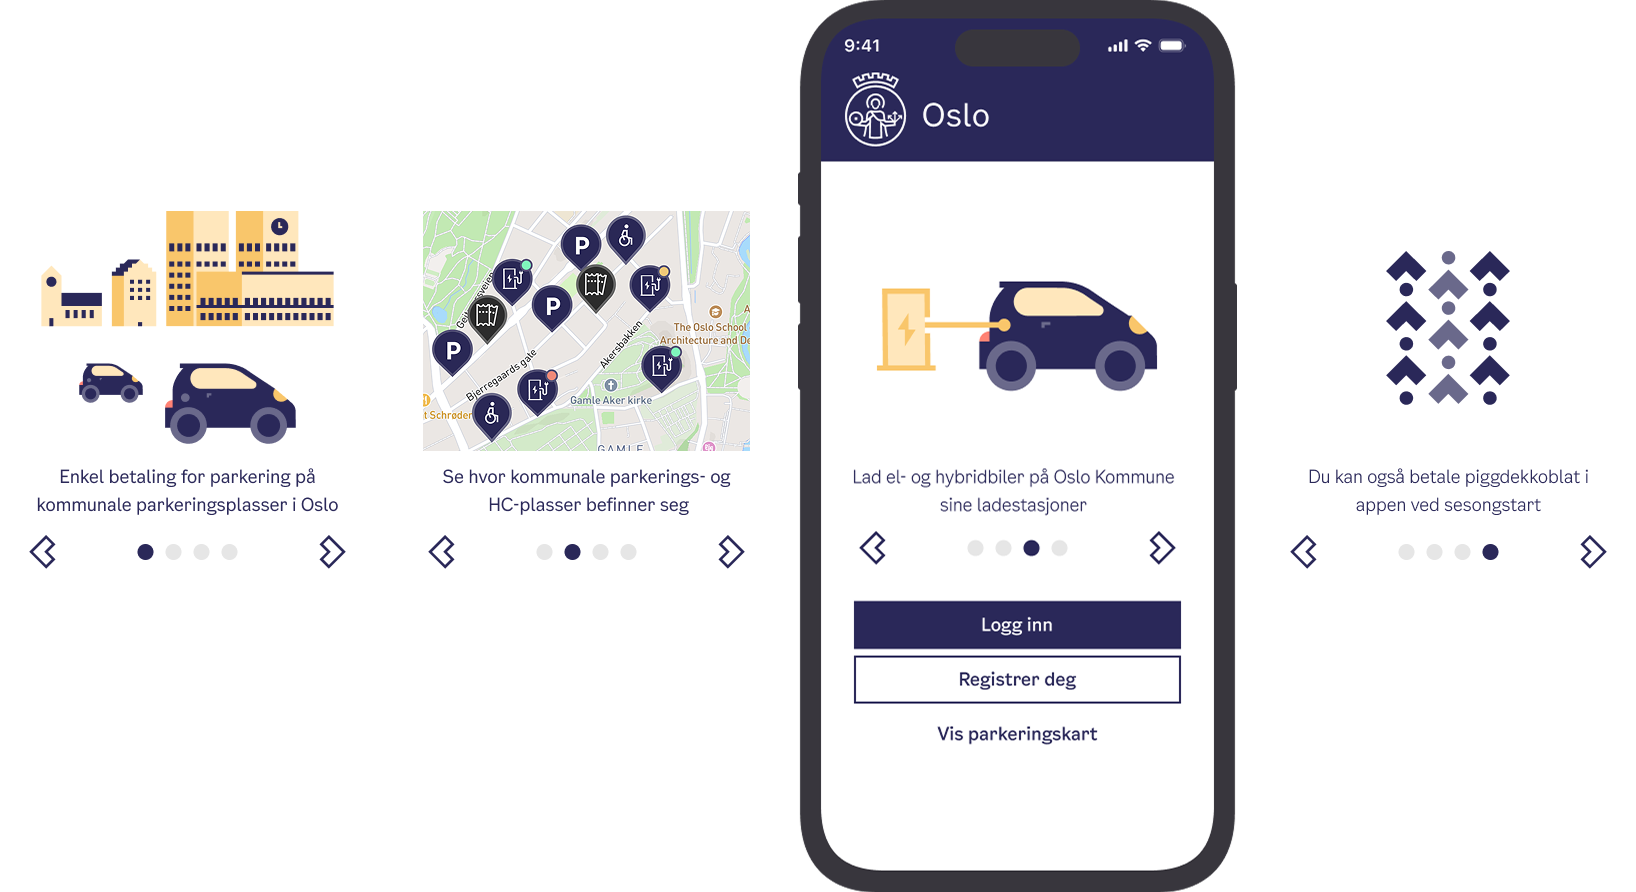 Enkel betaling for parkering på
kommunale parkeringsplasser i Oslo
P
P
P
Bjerregaards gate
Akersbakken
The Oslo School
Architecture and De
Gamle Aker kirke
t Schrøder
Se hvor kommunale parkerings- og
HC-plasser befinner seg
9:41
Oslo
Lad el- og hybridbiler på Oslo Kommune
sine ladestasjoner
Logg inn
Registrer deg
Vis parkeringskart
Du kan også betale piggdekkoblat i
appen ved sesongstart